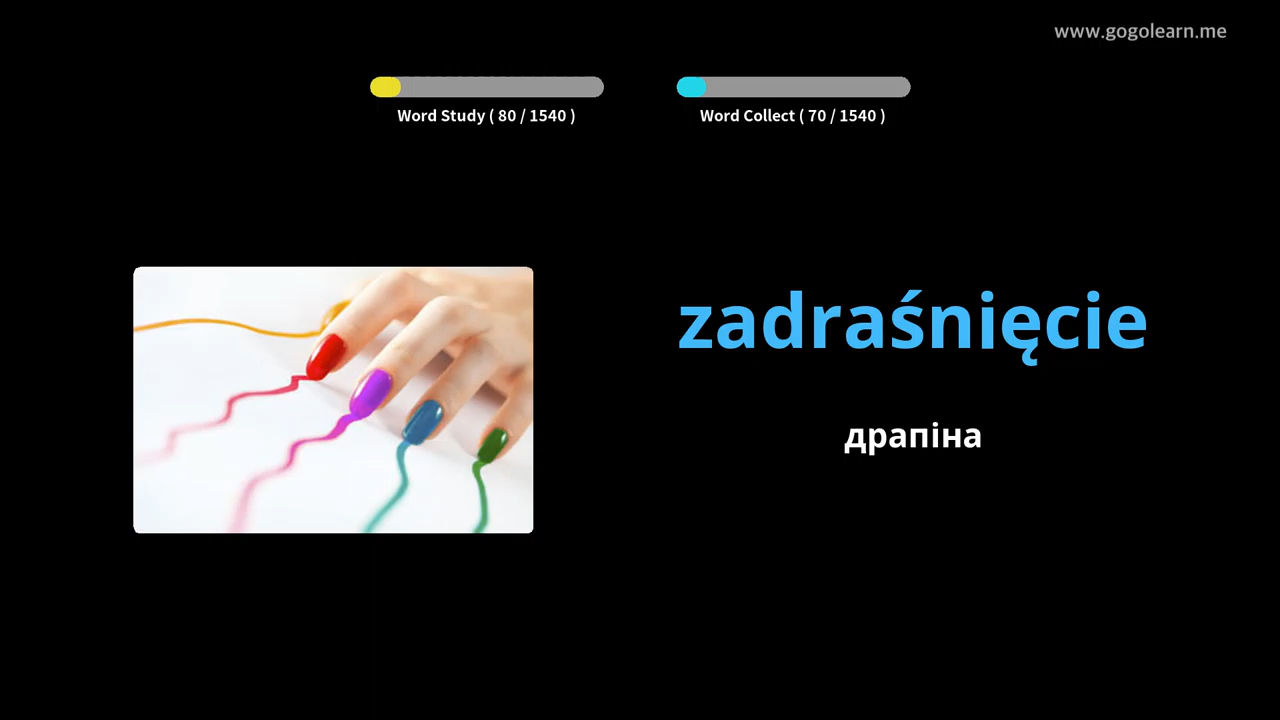 www.gogolearn.me
Word Study ( 80 / 1540 )
Word Collect ( 70 / 1540 )
zadraśnięcie
драпіна